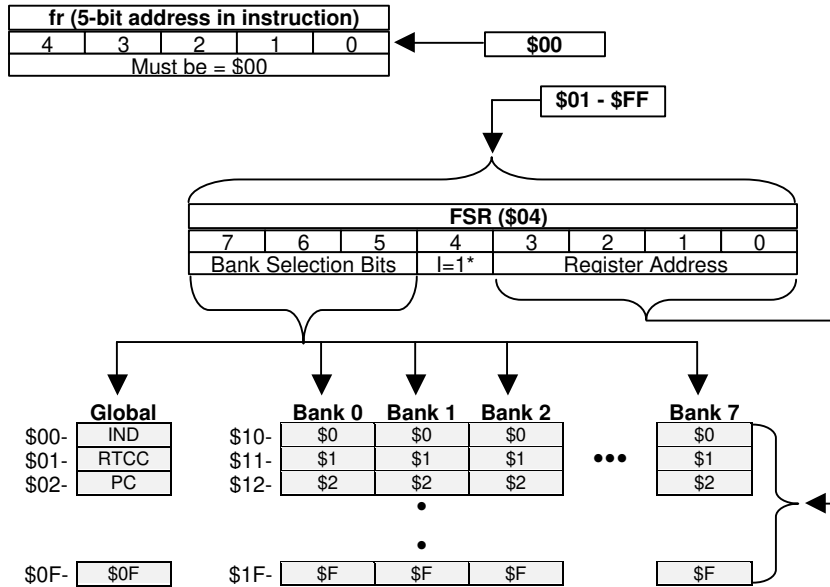 fr (5-bit address in instruction)
4 3 2 1 0
$00
Must be = $00
$01 - $FF
FSR ($04)
7 6 5 4 3 2 1 0
Bank Selection Bits I=1* Register Address
Global Bank 0 Bank 1 Bank 2 Bank 7
$00- IND $10- $0 $0 $0 $0
$01- RTCC $11- $1 $1 $1 ••• $1
$02- PC $12- $2 $2 $2 $2
$0F- $0F $1F- $F $F $F $F